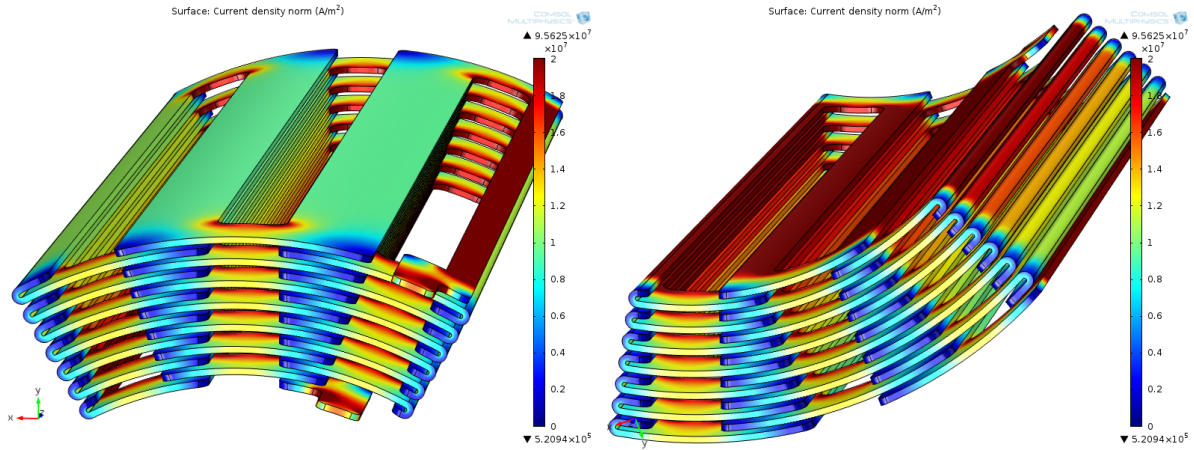 Surface: Current density norm (A/m²)
COMSOL
MULTIPHYSICS
▲ 9.5625×10⁷
×10⁷
2
1.8
1.6
1.4
1.2
1
0.8
0.6
0.4
0.2
0
▼ 5.2094×10⁵
y
x
z
Surface: Current density norm (A/m²)
COMSOL
MULTIPHYSICS
▲ 9.5625×10⁷
×10⁷
2
1.8
1.6
1.4
1.2
1
0.8
0.6
0.4
0.2
0
▼ 5.2094×10⁵
x
y